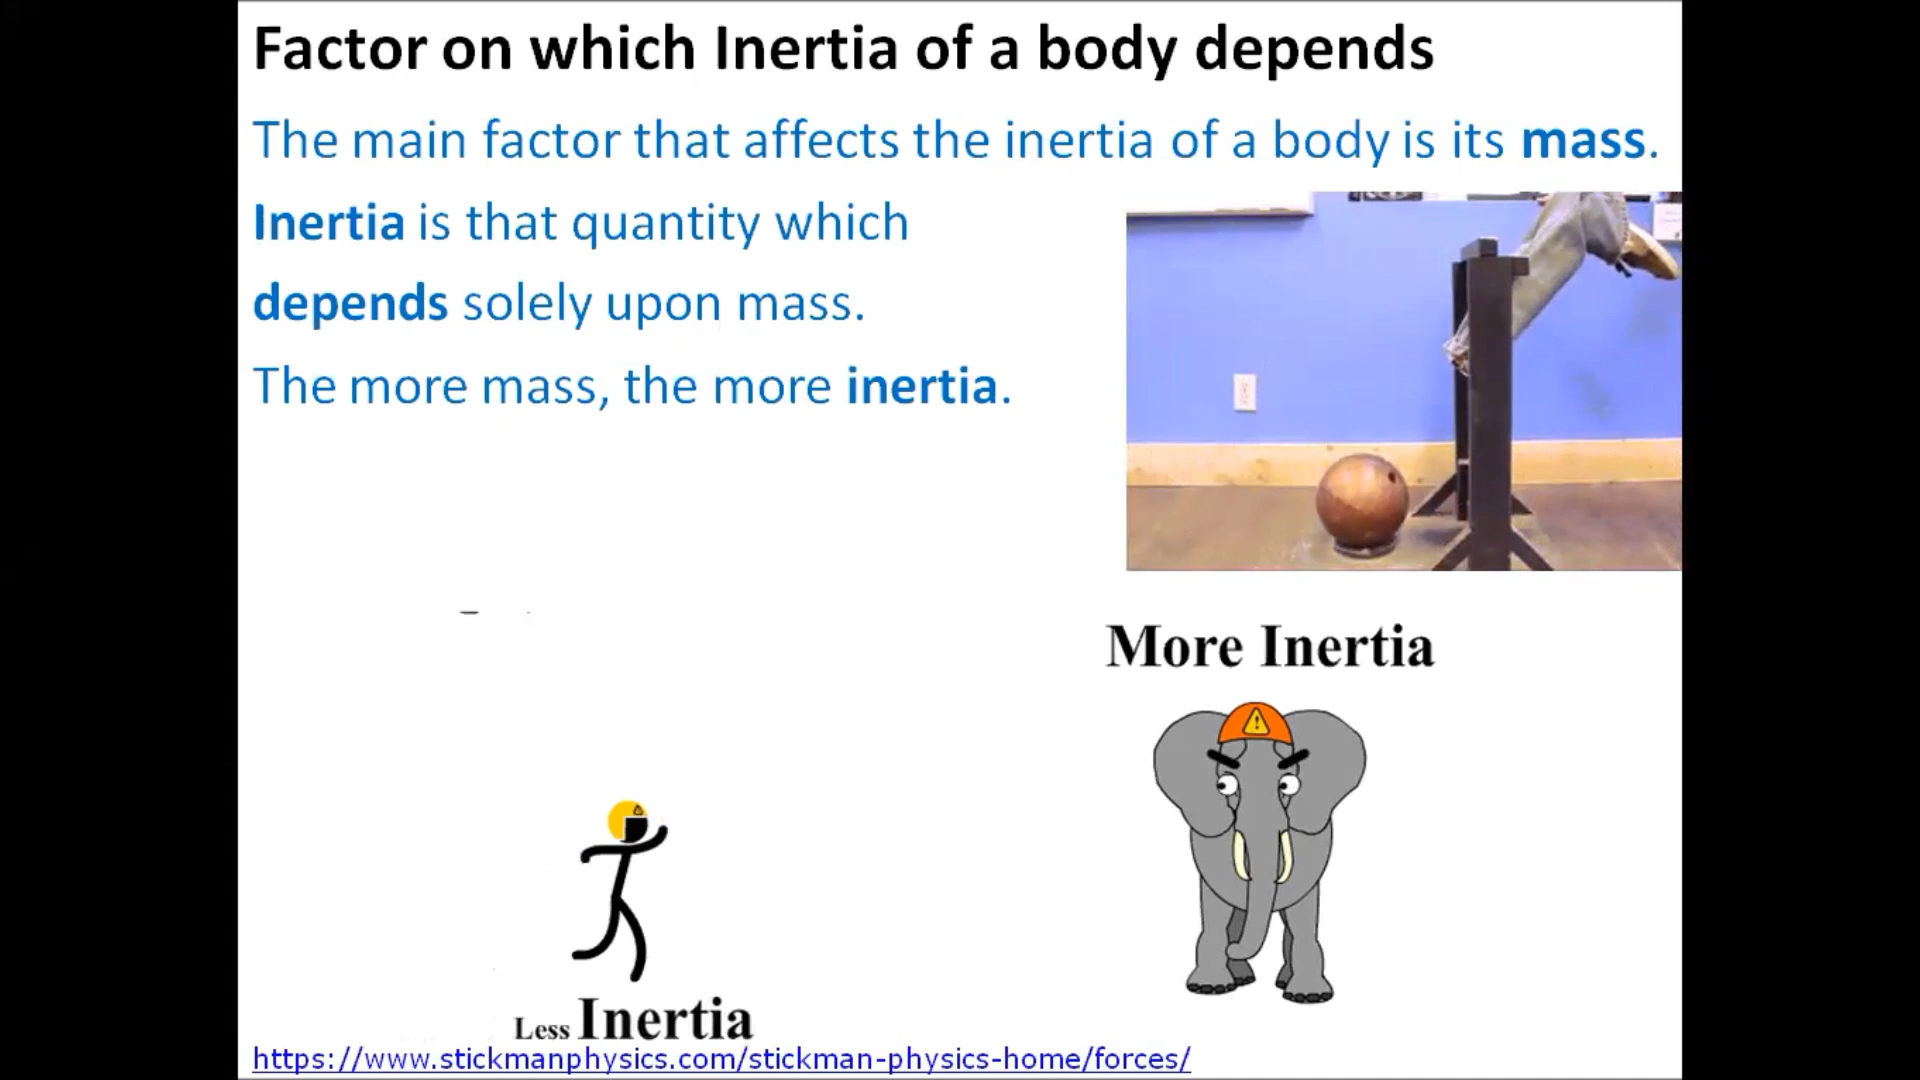 Factor on which Inertia of a body depends
The main factor that affects the inertia of a body is its mass.
Inertia is that quantity which
depends solely upon mass.
The more mass, the more inertia.
More Inertia
Less Inertia
https://www.stickmanphysics.com/stickman-physics-home/forces/